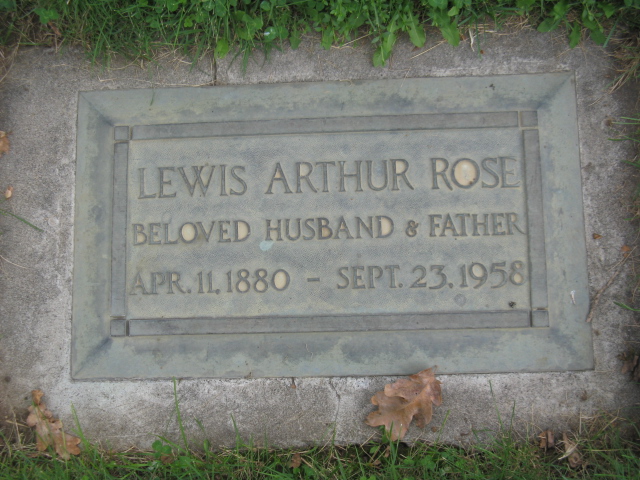 LEWIS ARTHUR ROSE
BELOVED HUSBAND & FATHER
APR. 11, 1880 – SEPT. 23, 1958